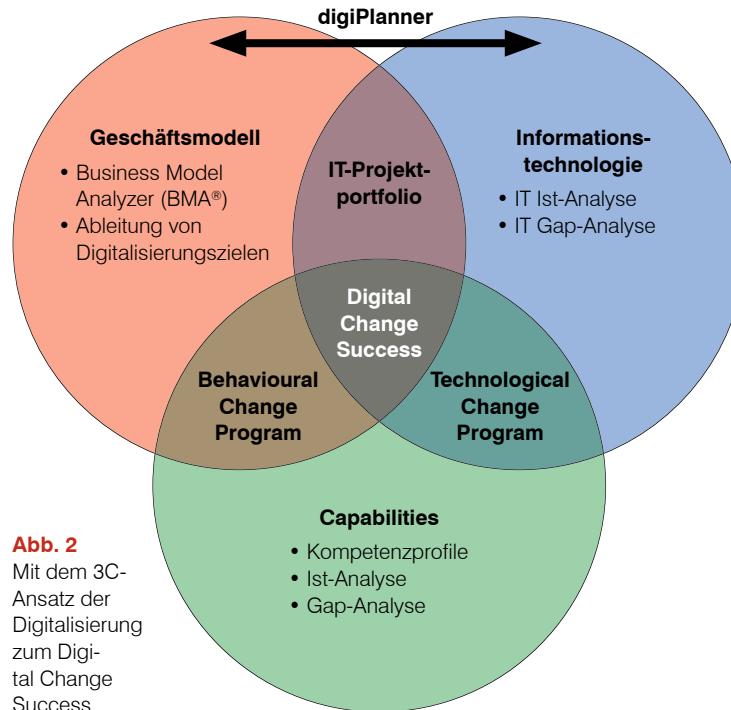 digiPlanner
Geschäftsmodell
• Business Model
Analyzer (BMA®)
• Ableitung von
Digitalisierungszielen
IT-Projekt-
portfolio
Informations-
technologie
• IT Ist-Analyse
• IT Gap-Analyse
Digital
Change
Success
Behavioural
Change
Program
Technological
Change
Program
Capabilities
• Kompetenzprofile
• Ist-Analyse
• Gap-Analyse
Abb. 2
Mit dem 3C-
Ansatz der
Digitalisierung
zum Digi-
tal Change
Success